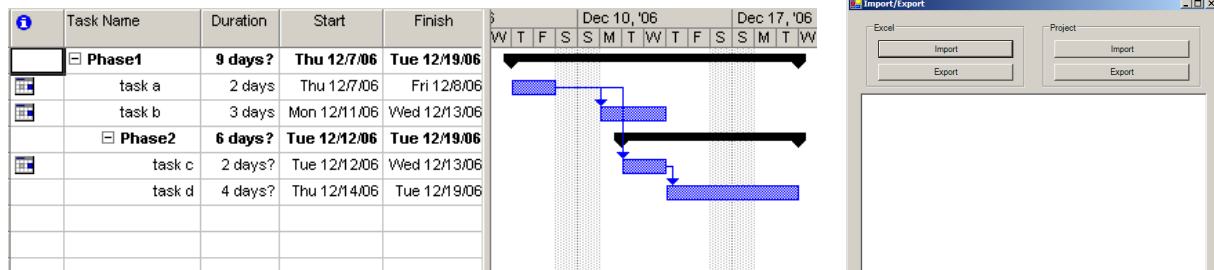 Task Name Duration Start Finish
Dec 10, '06 Dec 17, '06
W T F S S M T W T F S S M T W
Phase1 9 days? Thu 12/7/06 Tue 12/19/06
task a 2 days Thu 12/7/06 Fri 12/8/06
task b 3 days Mon 12/11/06 Wed 12/13/06
Phase2 6 days? Tue 12/12/06 Tue 12/19/06
task c 2 days? Tue 12/12/06 Wed 12/13/06
task d 4 days? Thu 12/14/06 Tue 12/19/06
Import/Export
Excel Project
Import Import
Export Export